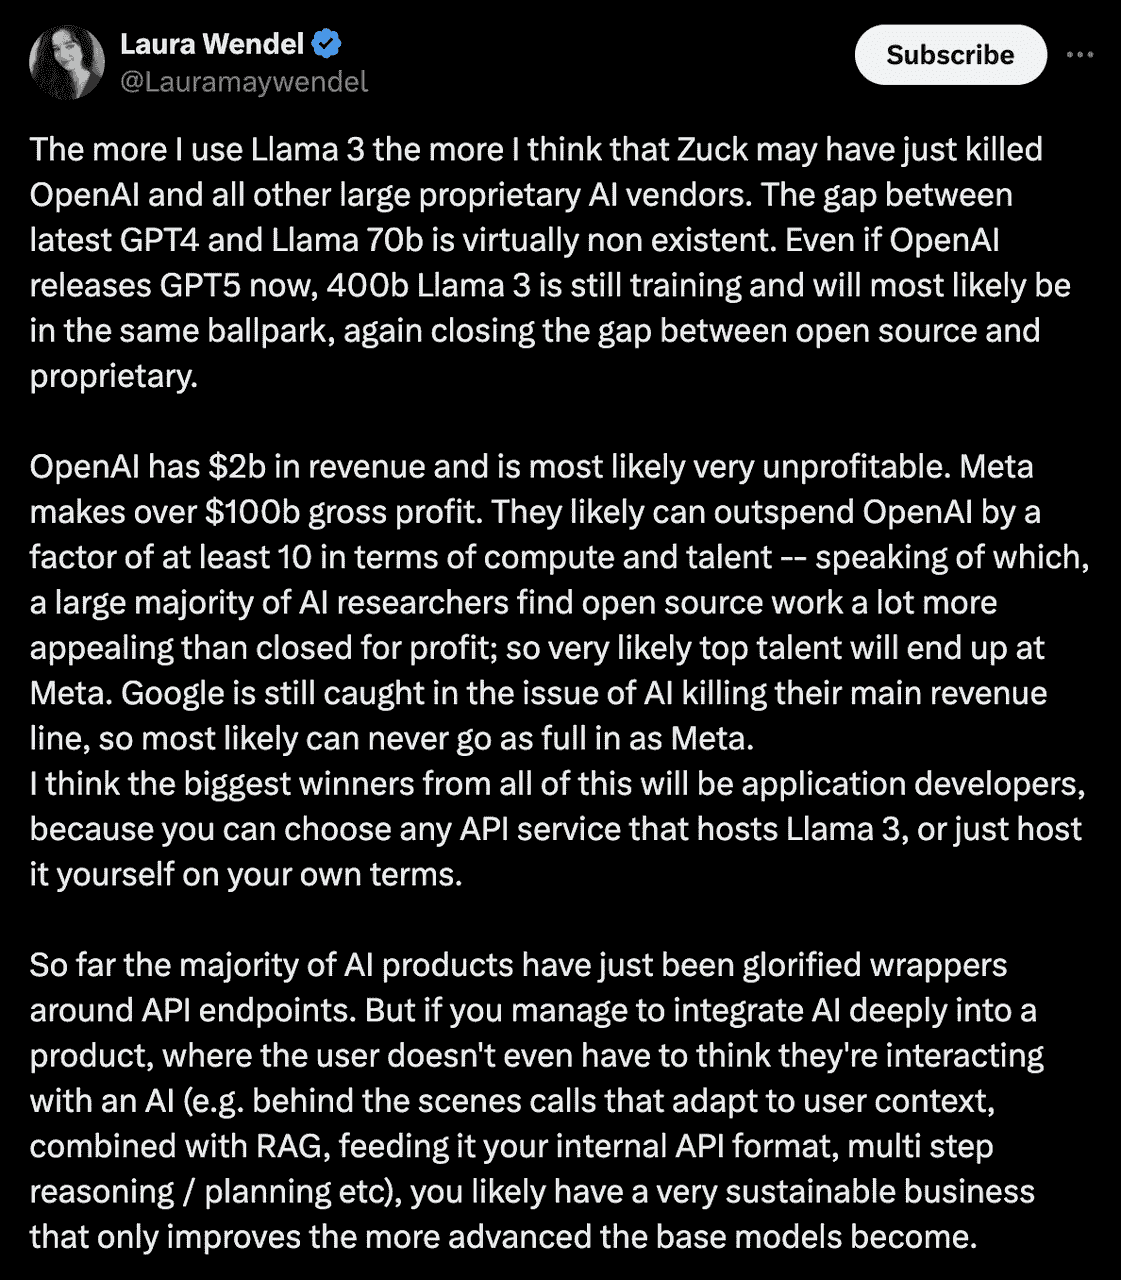 Laura Wendel
@Lauramaywendel
Subscribe
The more I use Llama 3 the more I think that Zuck may have just killed
OpenAI and all other large proprietary AI vendors. The gap between
latest GPT4 and Llama 70b is virtually non existent. Even if OpenAI
releases GPT5 now, 400b Llama 3 is still training and will most likely be
in the same ballpark, again closing the gap between open source and
proprietary.
OpenAI has $2b in revenue and is most likely very unprofitable. Meta
makes over $100b gross profit. They likely can outspend OpenAI by a
factor of at least 10 in terms of compute and talent -- speaking of which,
a large majority of AI researchers find open source work a lot more
appealing than closed for profit; so very likely top talent will end up at
Meta. Google is still caught in the issue of AI killing their main revenue
line, so most likely can never go as full in as Meta.
I think the biggest winners from all of this will be application developers,
because you can choose any API service that hosts Llama 3, or just host
it yourself on your own terms.
So far the majority of AI products have just been glorified wrappers
around API endpoints. But if you manage to integrate AI deeply into a
product, where the user doesn't even have to think they're interacting
with an AI (e.g. behind the scenes calls that adapt to user context,
combined with RAG, feeding it your internal API format, multi step
reasoning / planning etc), you likely have a very sustainable business
that only improves the more advanced the base models become.